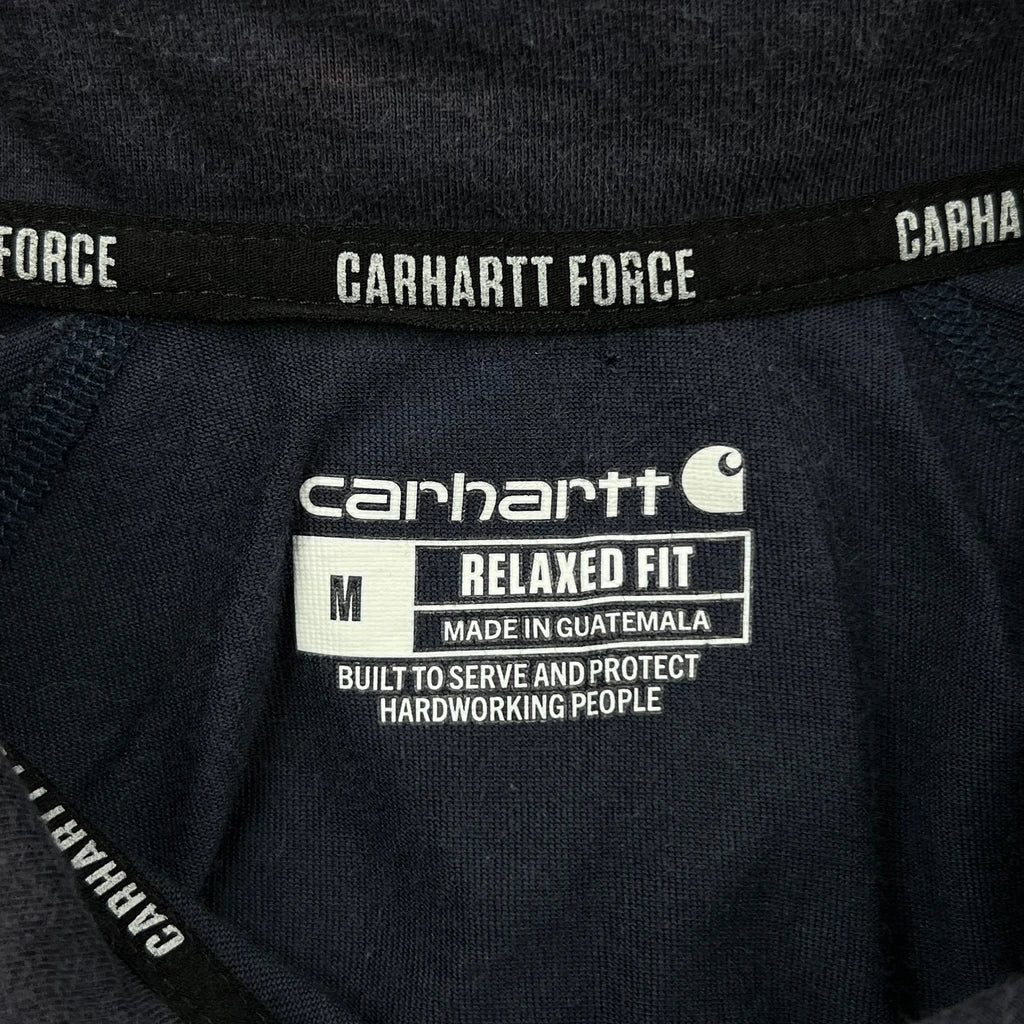 FORCE
CARHARTT FORCE
CARHA
carhartt
M
RELAXED FIT
MADE IN GUATEMALA
BUILT TO SERVE AND PROTECT
HARDWORKING PEOPLE
CARHARTT